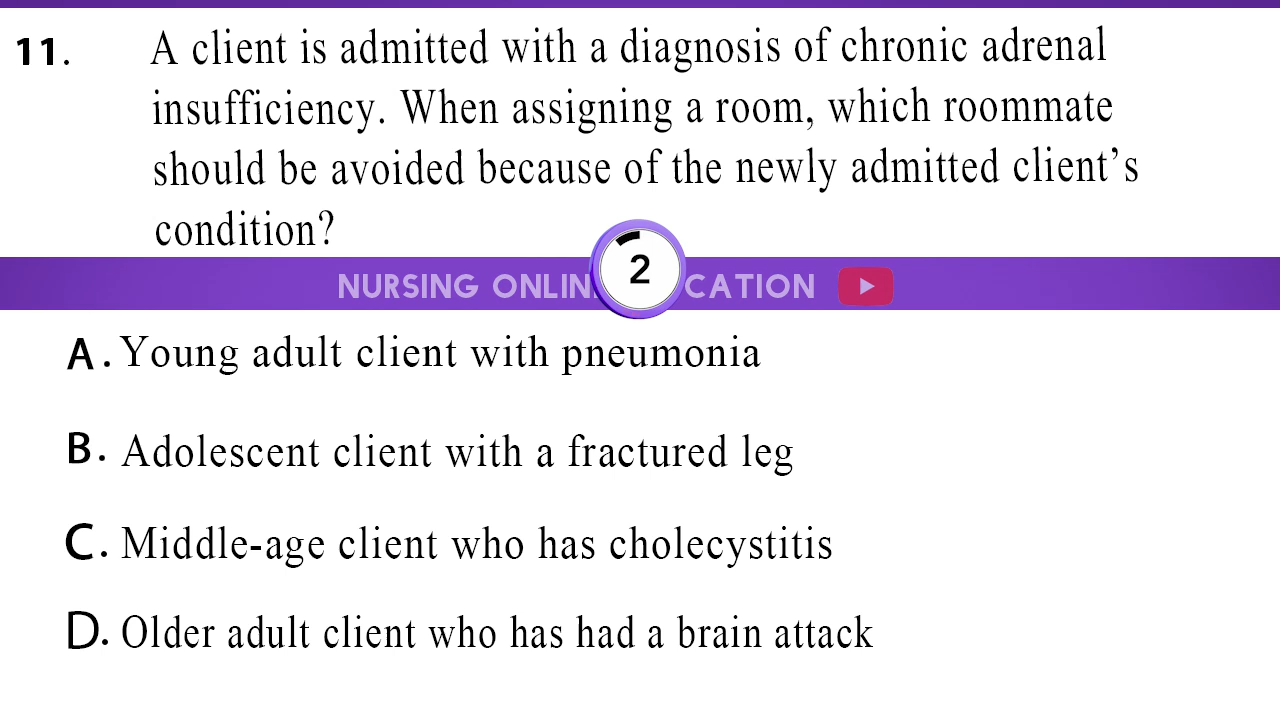 11. A client is admitted with a diagnosis of chronic adrenal
insufficiency. When assigning a room, which roommate
should be avoided because of the newly admitted client’s
condition?
2
NURSING ONLIN CATION
A. Young adult client with pneumonia
B. Adolescent client with a fractured leg
C. Middle-age client who has cholecystitis
D. Older adult client who has had a brain attack